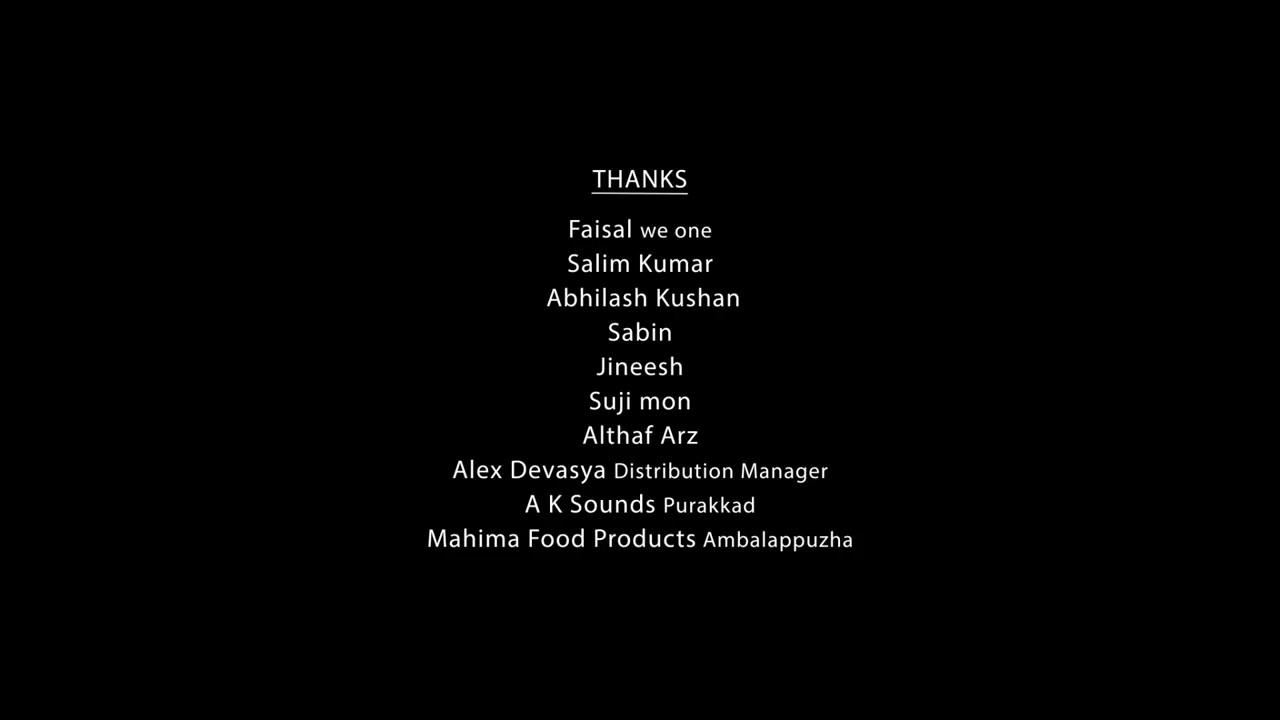 THANKS
Faisal we one
Salim Kumar
Abhilash Kushan
Sabin
Jineesh
Suji mon
Althaf Arz
Alex Devasya Distribution Manager
A K Sounds Purakkad
Mahima Food Products Ambalappuzha